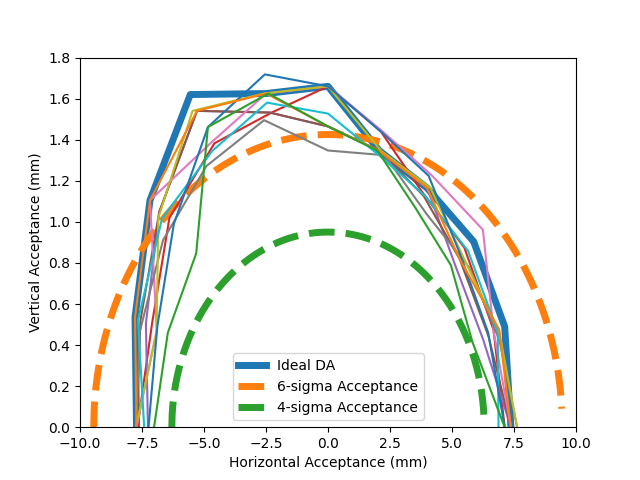 1.8
1.6
1.4
1.2
1.0
0.8
0.6
0.4
0.2
0.0
Vertical Acceptance (mm)
Ideal DA
6-sigma Acceptance
4-sigma Acceptance
−10.0 −7.5 −5.0 −2.5 0.0 2.5 5.0 7.5 10.0
Horizontal Acceptance (mm)